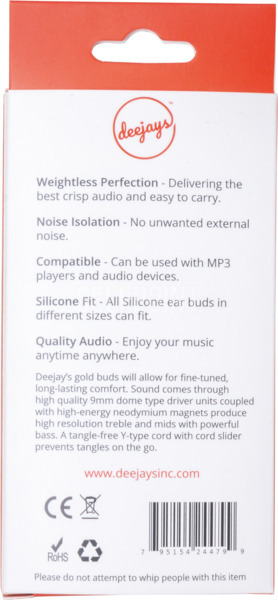 deejays™
Weightless Perfection - Delivering the
best crisp audio and easy to carry.
Noise Isolation - No unwanted external
noise.
Compatible - Can be used with MP3
players and audio devices.
Silicone Fit - All Silicone ear buds in
different sizes can fit.
Quality Audio - Enjoy your music
anytime anywhere.
Deejay's gold buds will allow for fine-tuned,
long-lasting comfort. Sound comes through
high quality 9mm dome type driver units coupled
with high-energy neodymium magnets produce
high resolution treble and mids with powerful
bass. A tangle-free Y-type cord with cord slider
prevents tangles on the go.
www.deejaysinc.com
CE
RoHS
7 95154 24479 9
Please do not attempt to whip people with this item